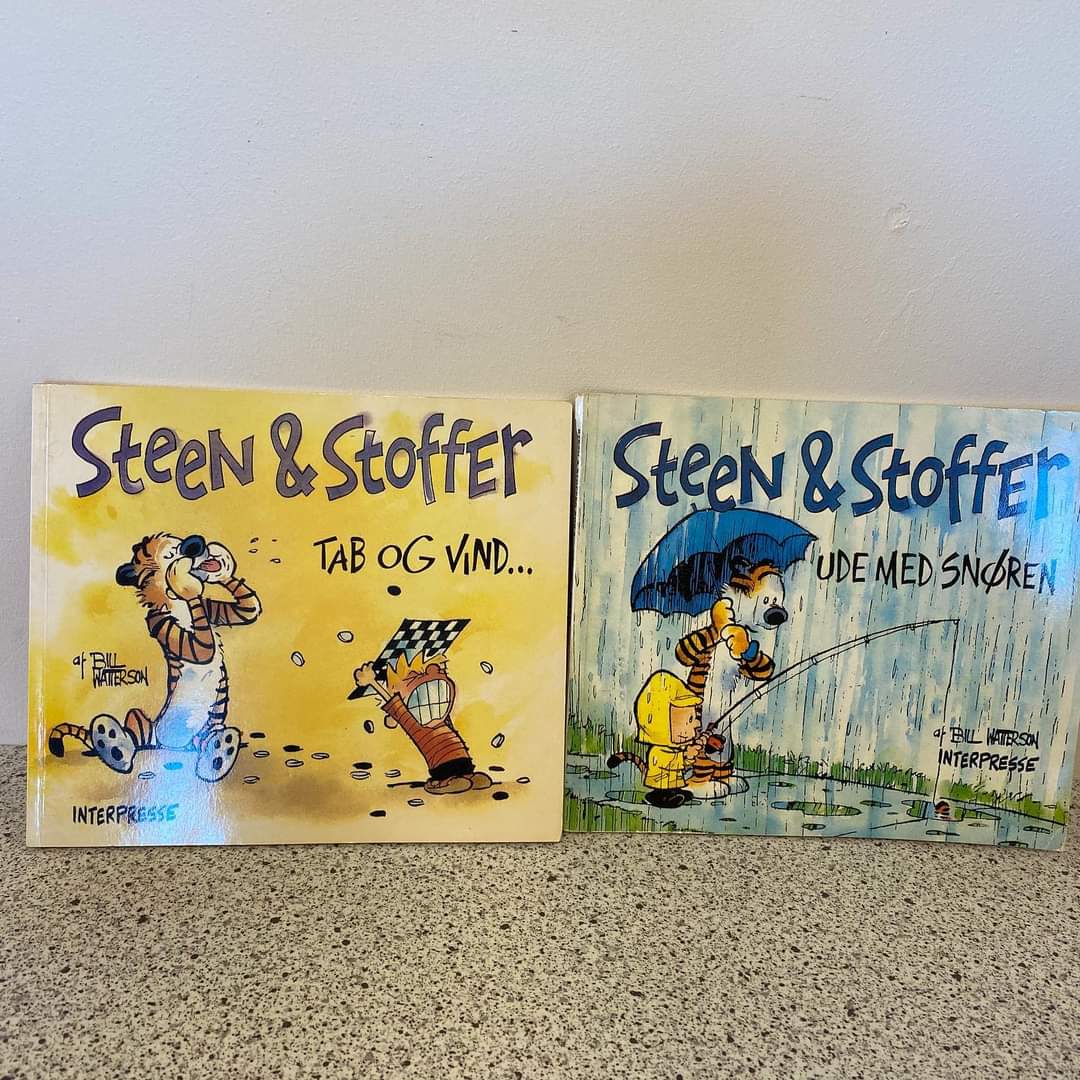 Steen & Stoffer
TAB OG VIND...
af BILL
WATTERSON
INTERPRESSE
Steen & Stoffer
UDE MED SNØREN
af BILL WATTERSON
INTERPRESSE